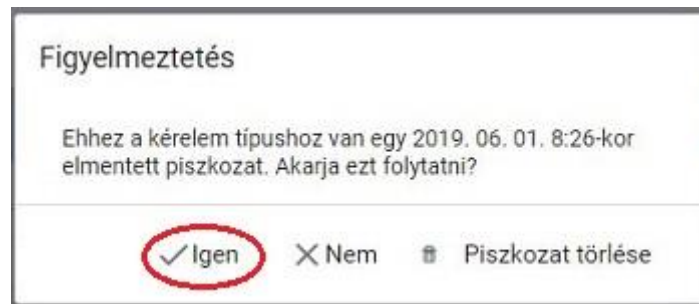 Figyelmeztetés
Ehhez a kérelem típushoz van egy 2019. 06. 01. 8:26-kor
elmentett piszkozat. Akarja ezt folytatni?
Igen Nem Piszkozat törlése